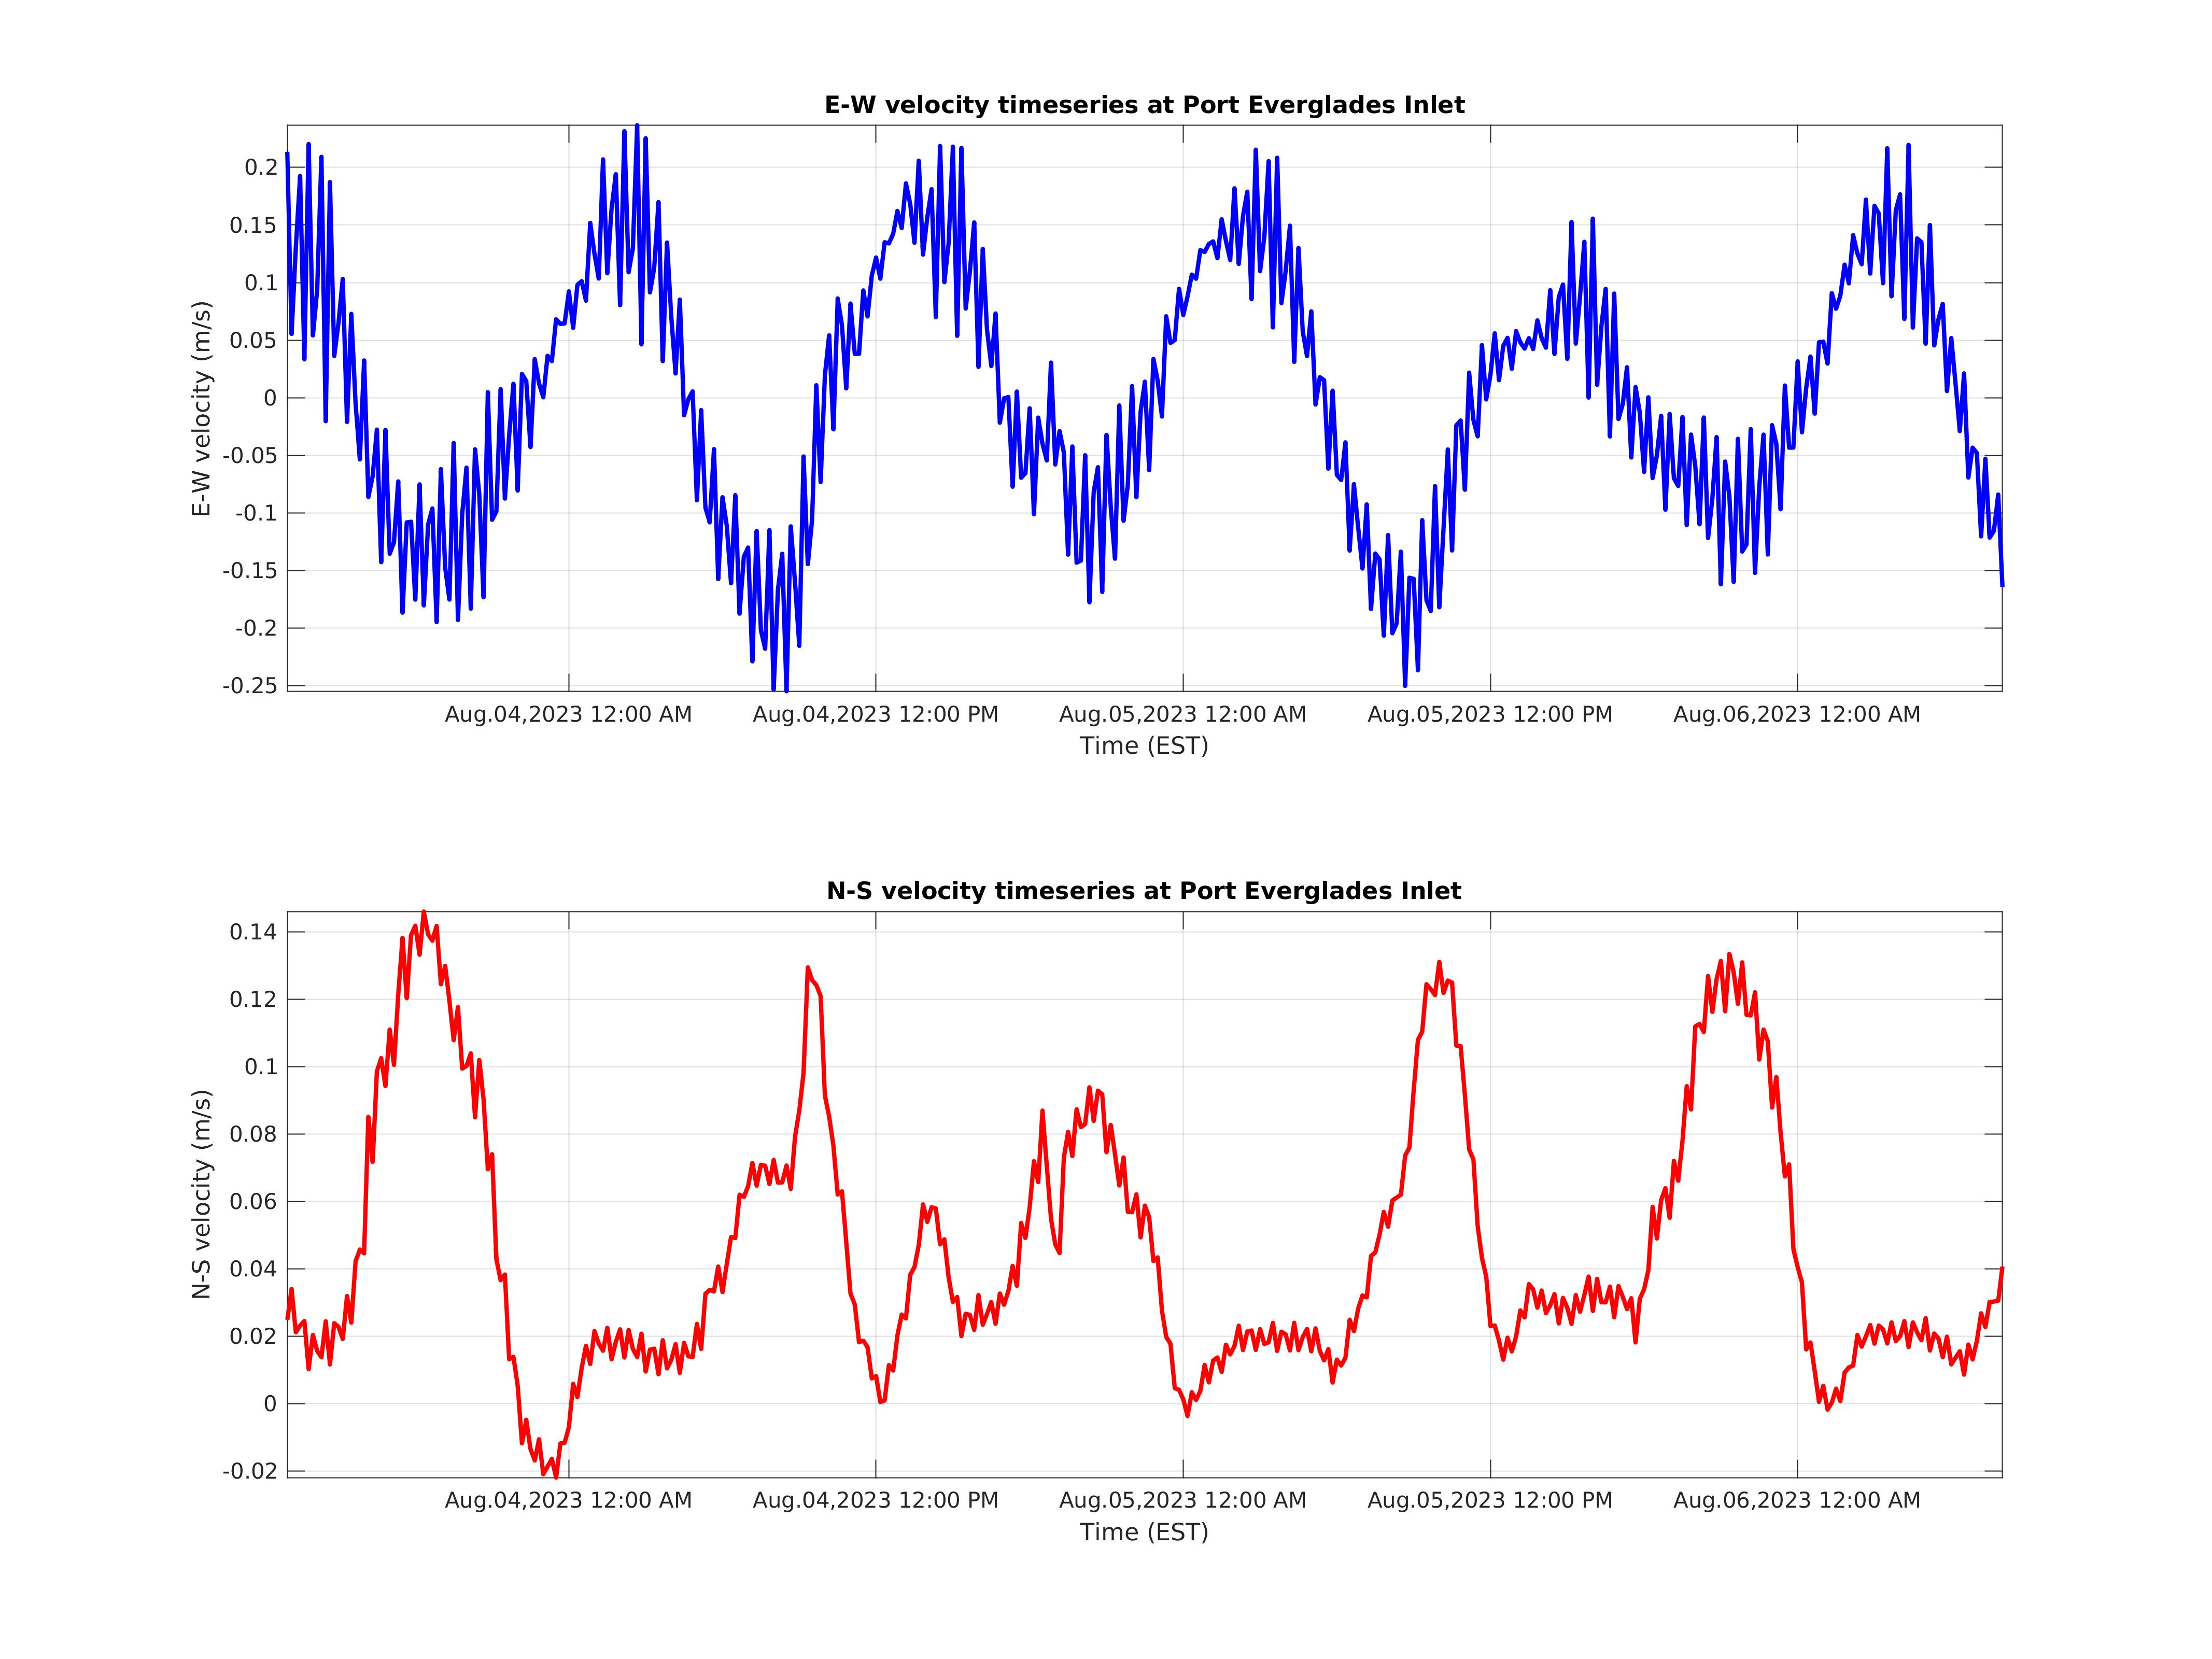 E-W velocity timeseries at Port Everglades Inlet
E-W velocity (m/s)
0.2
0.15
0.1
0.05
0
-0.05
-0.1
-0.15
-0.2
-0.25
Aug.04,2023 12:00 AM
Aug.04,2023 12:00 PM
Aug.05,2023 12:00 AM
Aug.05,2023 12:00 PM
Aug.06,2023 12:00 AM
Time (EST)
N-S velocity timeseries at Port Everglades Inlet
N-S velocity (m/s)
0.14
0.12
0.1
0.08
0.06
0.04
0.02
0
-0.02
Aug.04,2023 12:00 AM
Aug.04,2023 12:00 PM
Aug.05,2023 12:00 AM
Aug.05,2023 12:00 PM
Aug.06,2023 12:00 AM
Time (EST)